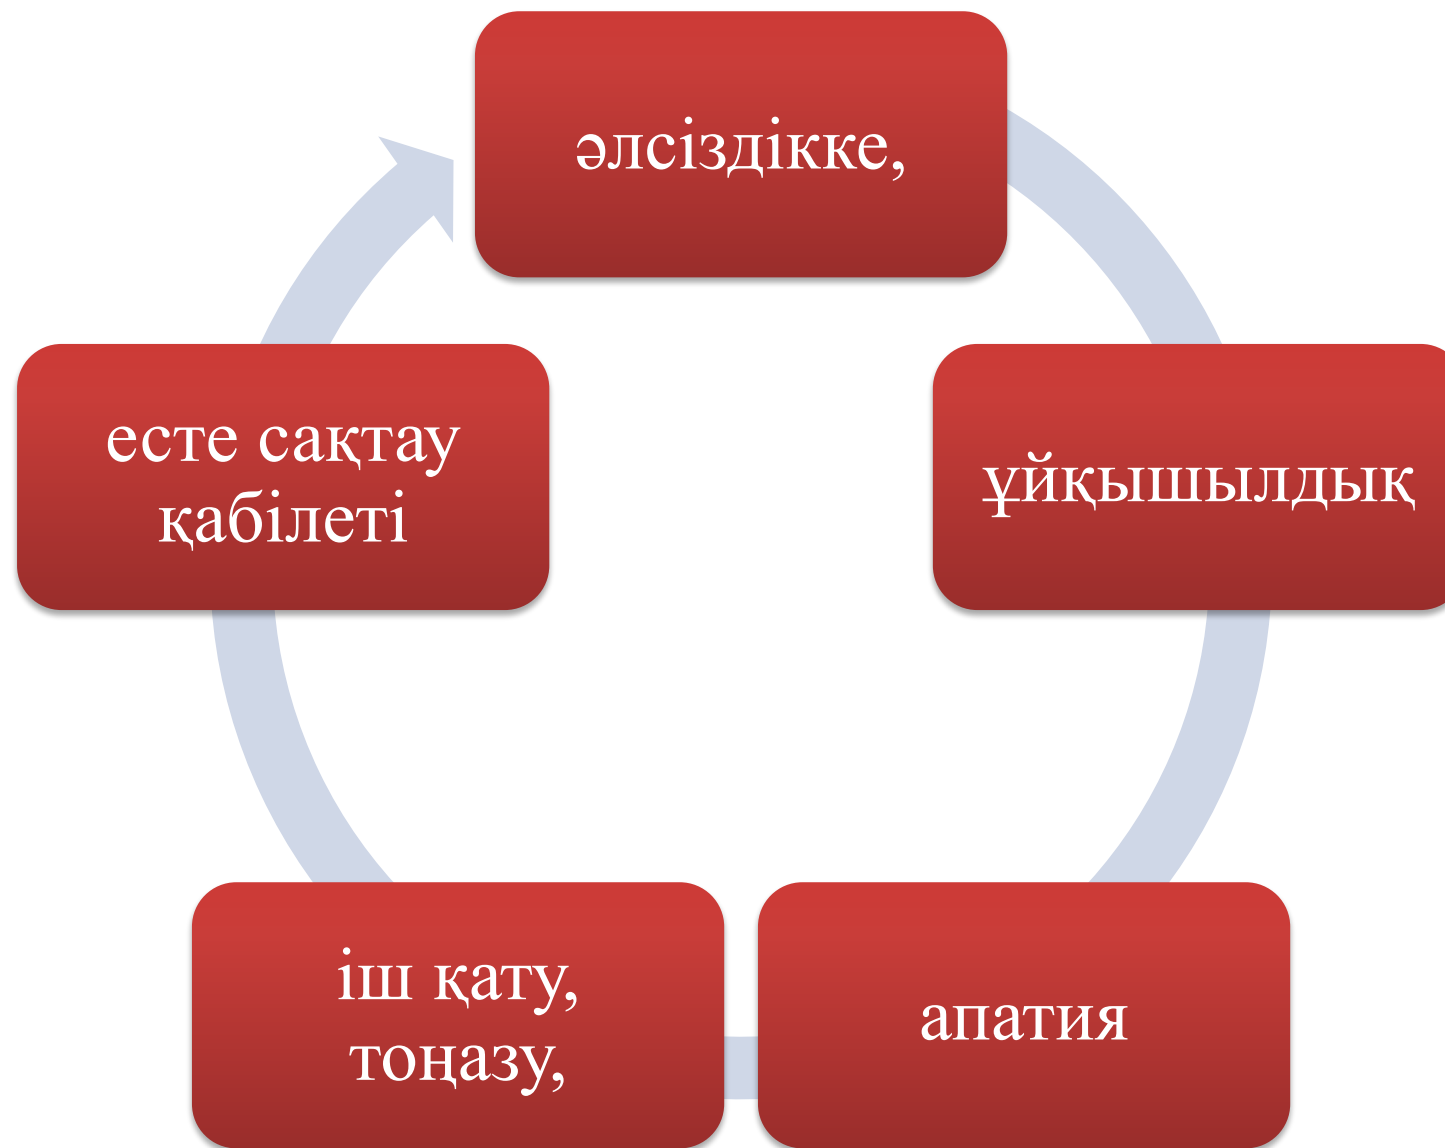 әлсіздікке,
ұйқышылдық
апатия
іш қату,
тоңазу,
есте сақтау
қабілеті